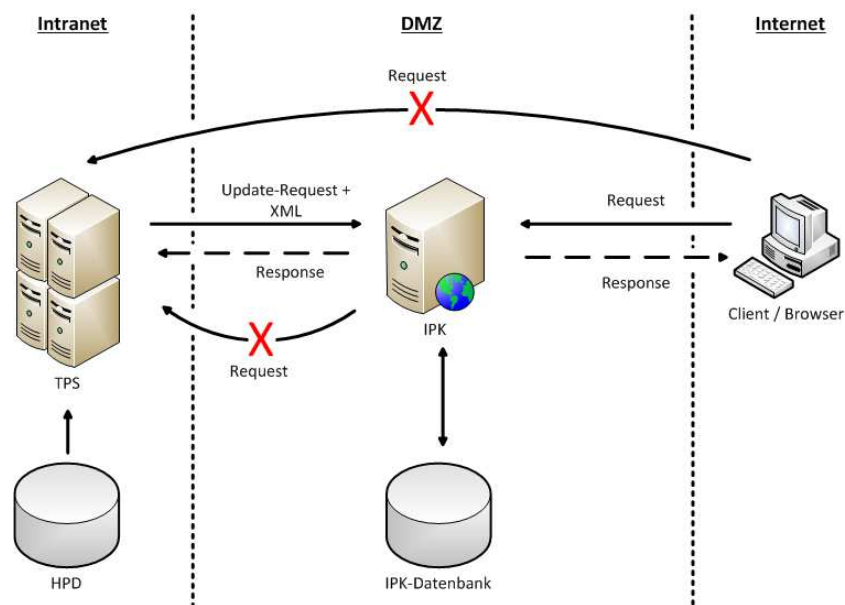 Intranet
DMZ
Internet
Request
Update-Request +
XML
Response
Request
TPS
IPK
Request
Response
Client / Browser
HPD
IPK-Datenbank